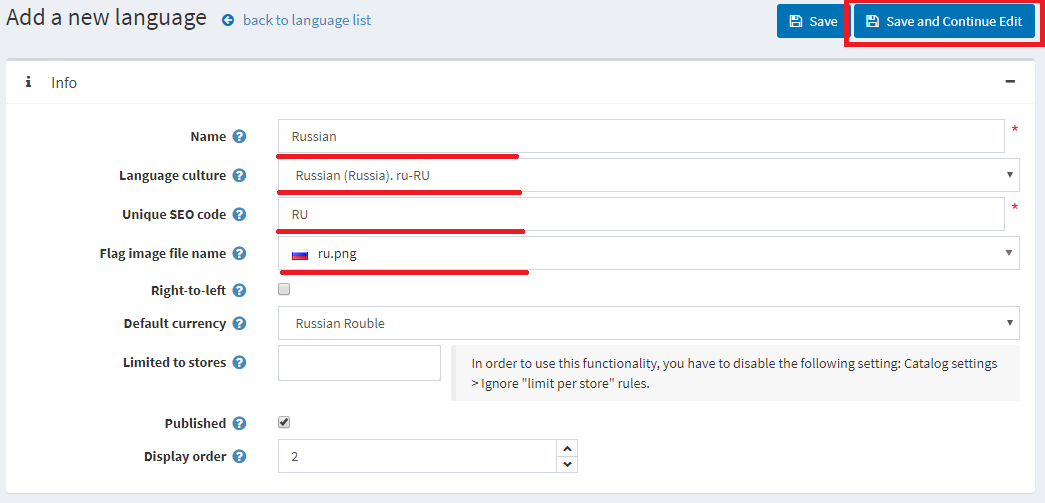 Add a new language back to language list Save Save and Continue Edit
Info
Name Russian *
Language culture Russian (Russia). ru-RU
Unique SEO code RU *
Flag image file name ru.png
Right-to-left
Default currency Russian Rouble
Limited to stores In order to use this functionality, you have to disable the following setting: Catalog settings
> Ignore "limit per store" rules.
Published
Display order 2